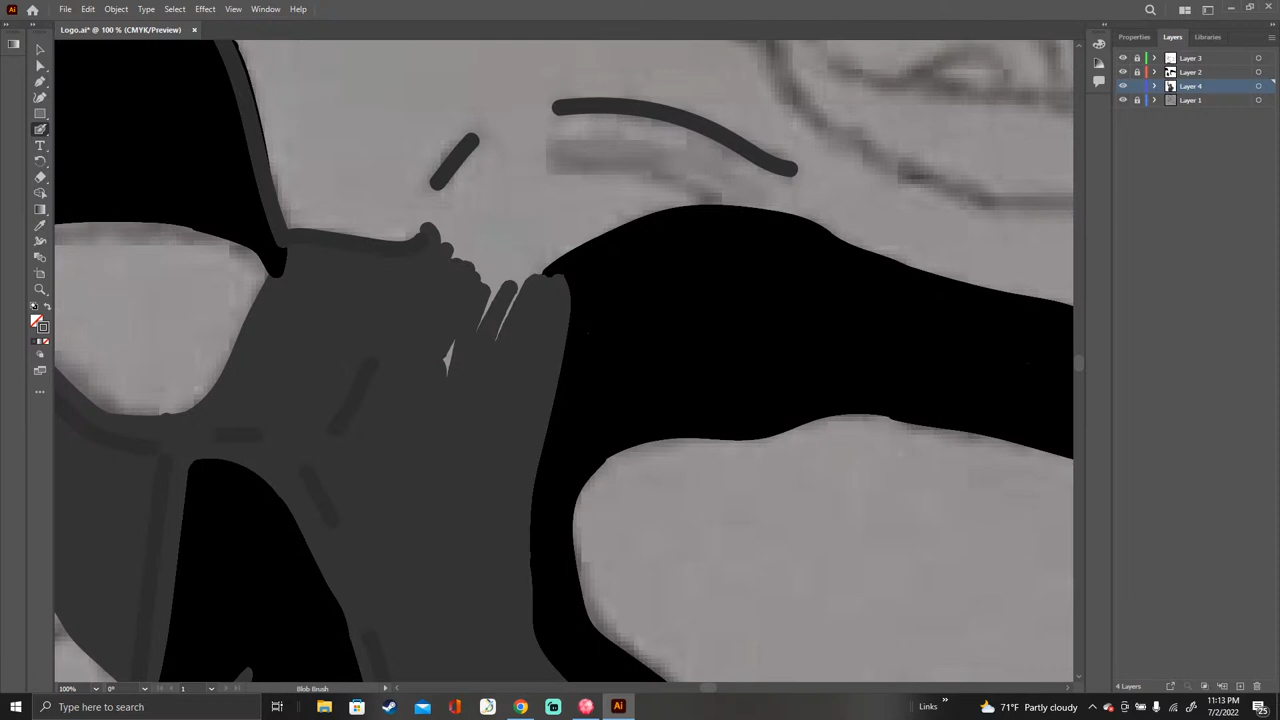 Ai File Edit Object Type Select Effect View Window Help
Logo.ai* @ 100 % (CMYK/Preview)
Properties Layers Libraries
Layer 3
Layer 2
Layer 4
Layer 1
4 Layers
100% 0° 1 Blob Brush
Type here to search
Ai
Links
71°F Partly cloudy
11:13 PM
7/2/2022